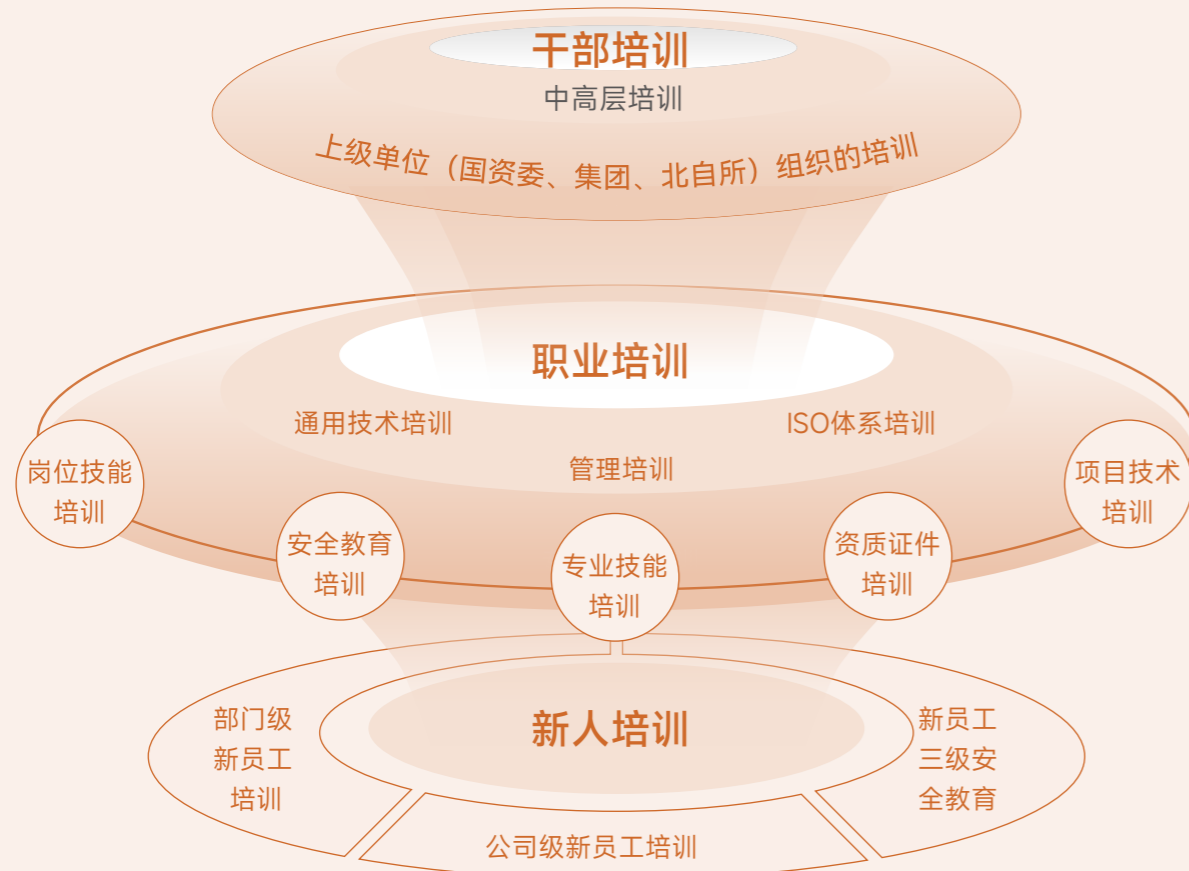 干部培训
中高层培训
上级单位（国资委、集团、北自所）组织的培训
职业培训
通用技术培训
ISO体系培训
管理培训
岗位技能
培训
安全教育
培训
专业技能
培训
资质证件
培训
项目技术
培训
新人培训
部门级
新员工
培训
公司级新员工培训
新员工
三级安
全教育